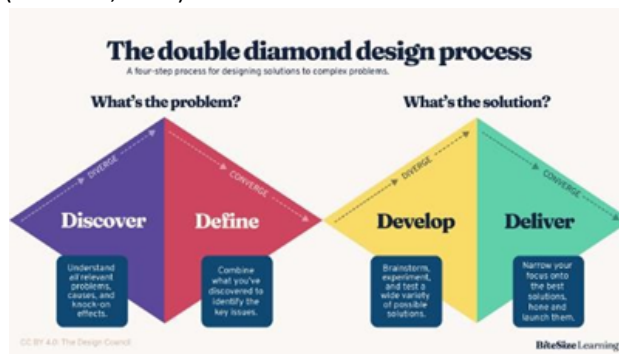 The double diamond design process
A four-step process for designing solutions to complex problems.
What's the problem?
What's the solution?
DIVERGE
CONVERGE
DIVERGE
CONVERGE
Discover
Define
Develop
Deliver
Understand
all relevant
problems,
causes, and
knock-on
effects.
Combine
what you've
discovered to
identify the
key issues.
Brainstorm,
experiment,
and test a
wide variety
of possible
solutions.
Narrow your
focus onto
the best
solutions,
hone and
launch them.
CC BY 4.0: The Design Council
BiteSize Learning